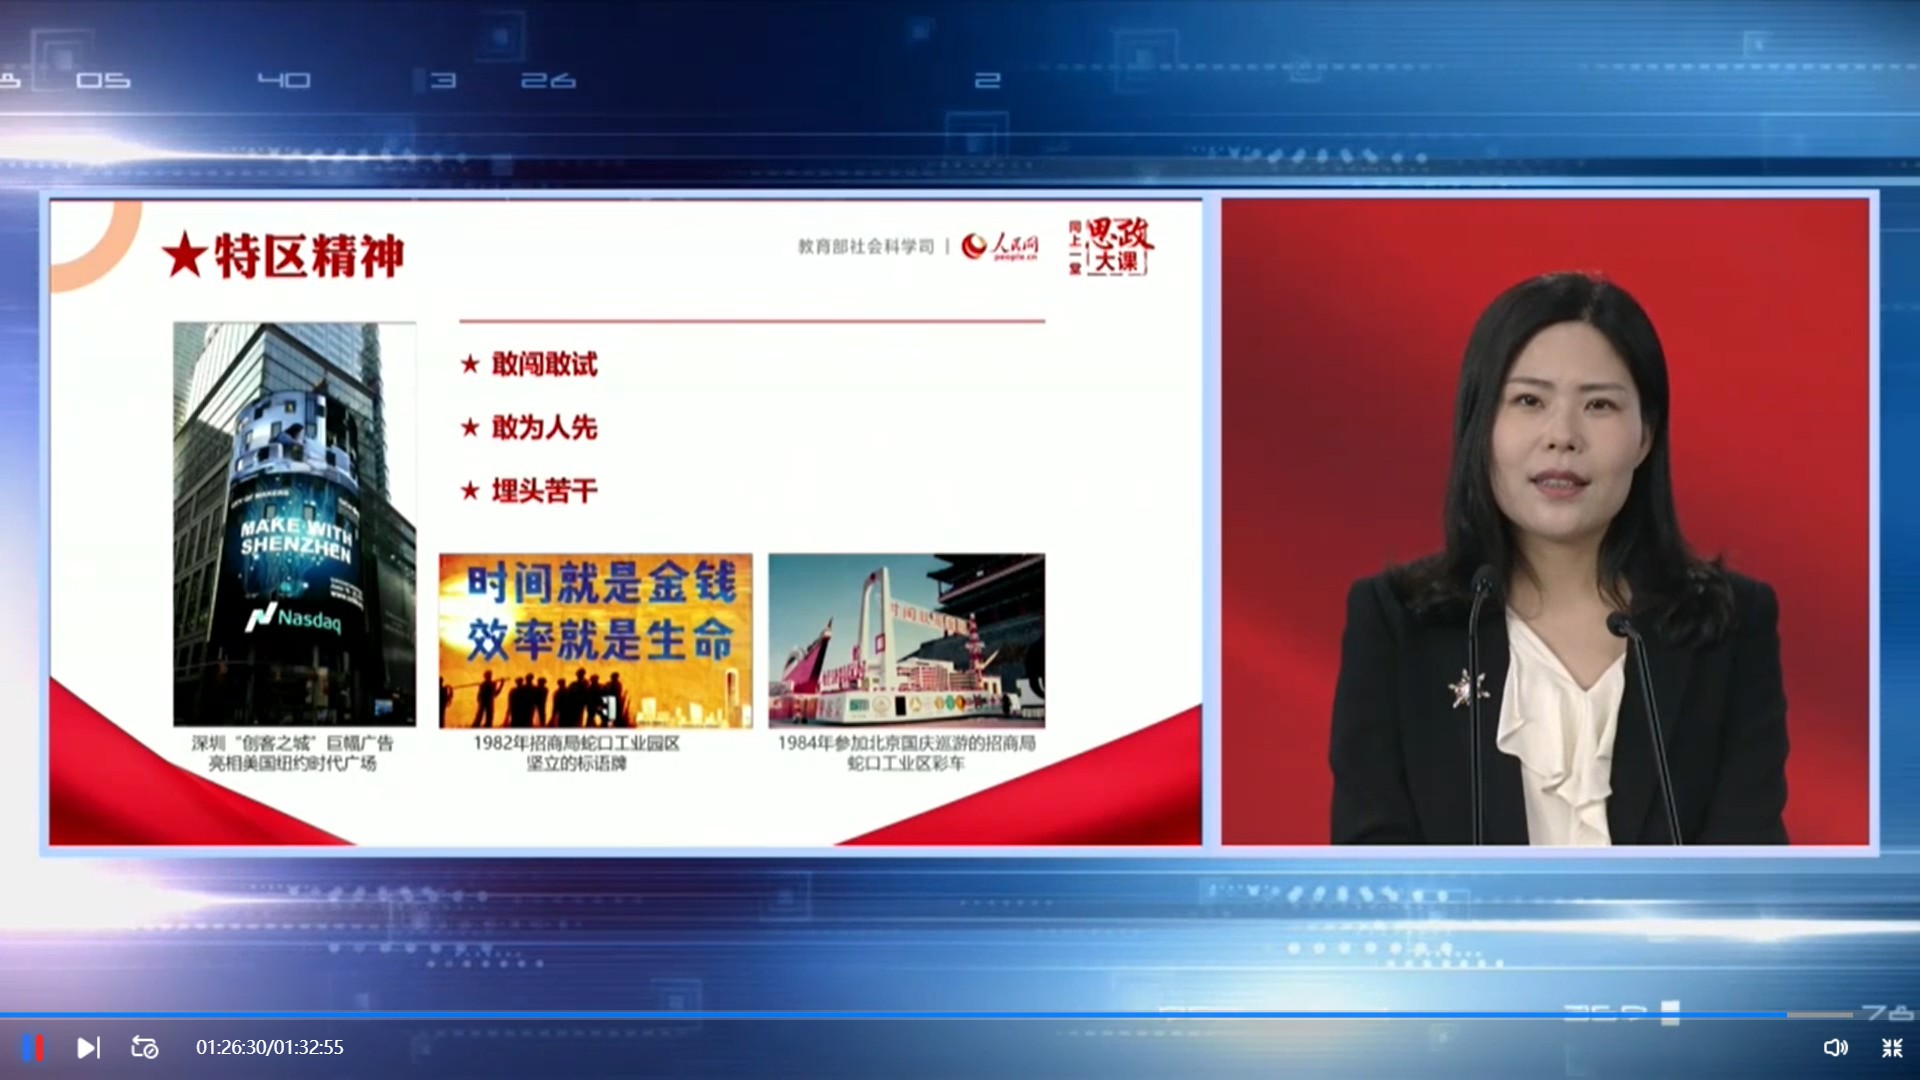 05 40 3 26 2
★特区精神
教育部社会科学司 | 人民网
people.cn
同上一堂
思政
大课
★ 敢闯敢试
★ 敢为人先
★ 埋头苦干
MAKE WITH
SHENZHEN
Nasdaq
时间就是金钱
效率就是生命
深圳“创客之城”巨幅广告
亮相美国纽约时代广场
1982年招商局蛇口工业园区
坚立的标语牌
1984年参加北京国庆巡游的招商局
蛇口工业区彩车
01:26:30/01:32:55